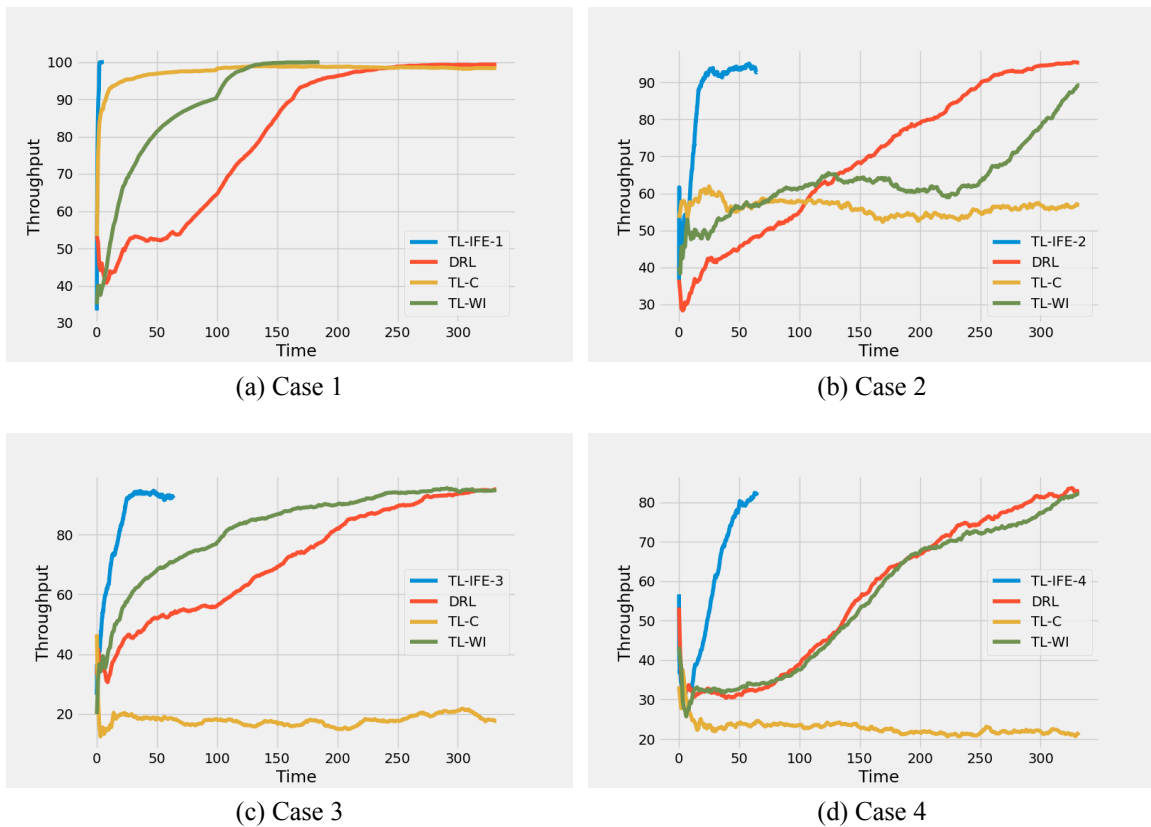 Throughput
100
90
80
70
60
50
40
30
0 50 100 150 200 250 300
Time
TL-IFE-1
DRL
TL-C
TL-WI
(a) Case 1
Throughput
90
80
70
60
50
40
30
0 50 100 150 200 250 300
Time
TL-IFE-2
DRL
TL-C
TL-WI
(b) Case 2
Throughput
80
60
40
20
0 50 100 150 200 250 300
Time
TL-IFE-3
DRL
TL-C
TL-WI
(c) Case 3
Throughput
80
70
60
50
40
30
20
0 50 100 150 200 250 300
Time
TL-IFE-4
DRL
TL-C
TL-WI
(d) Case 4